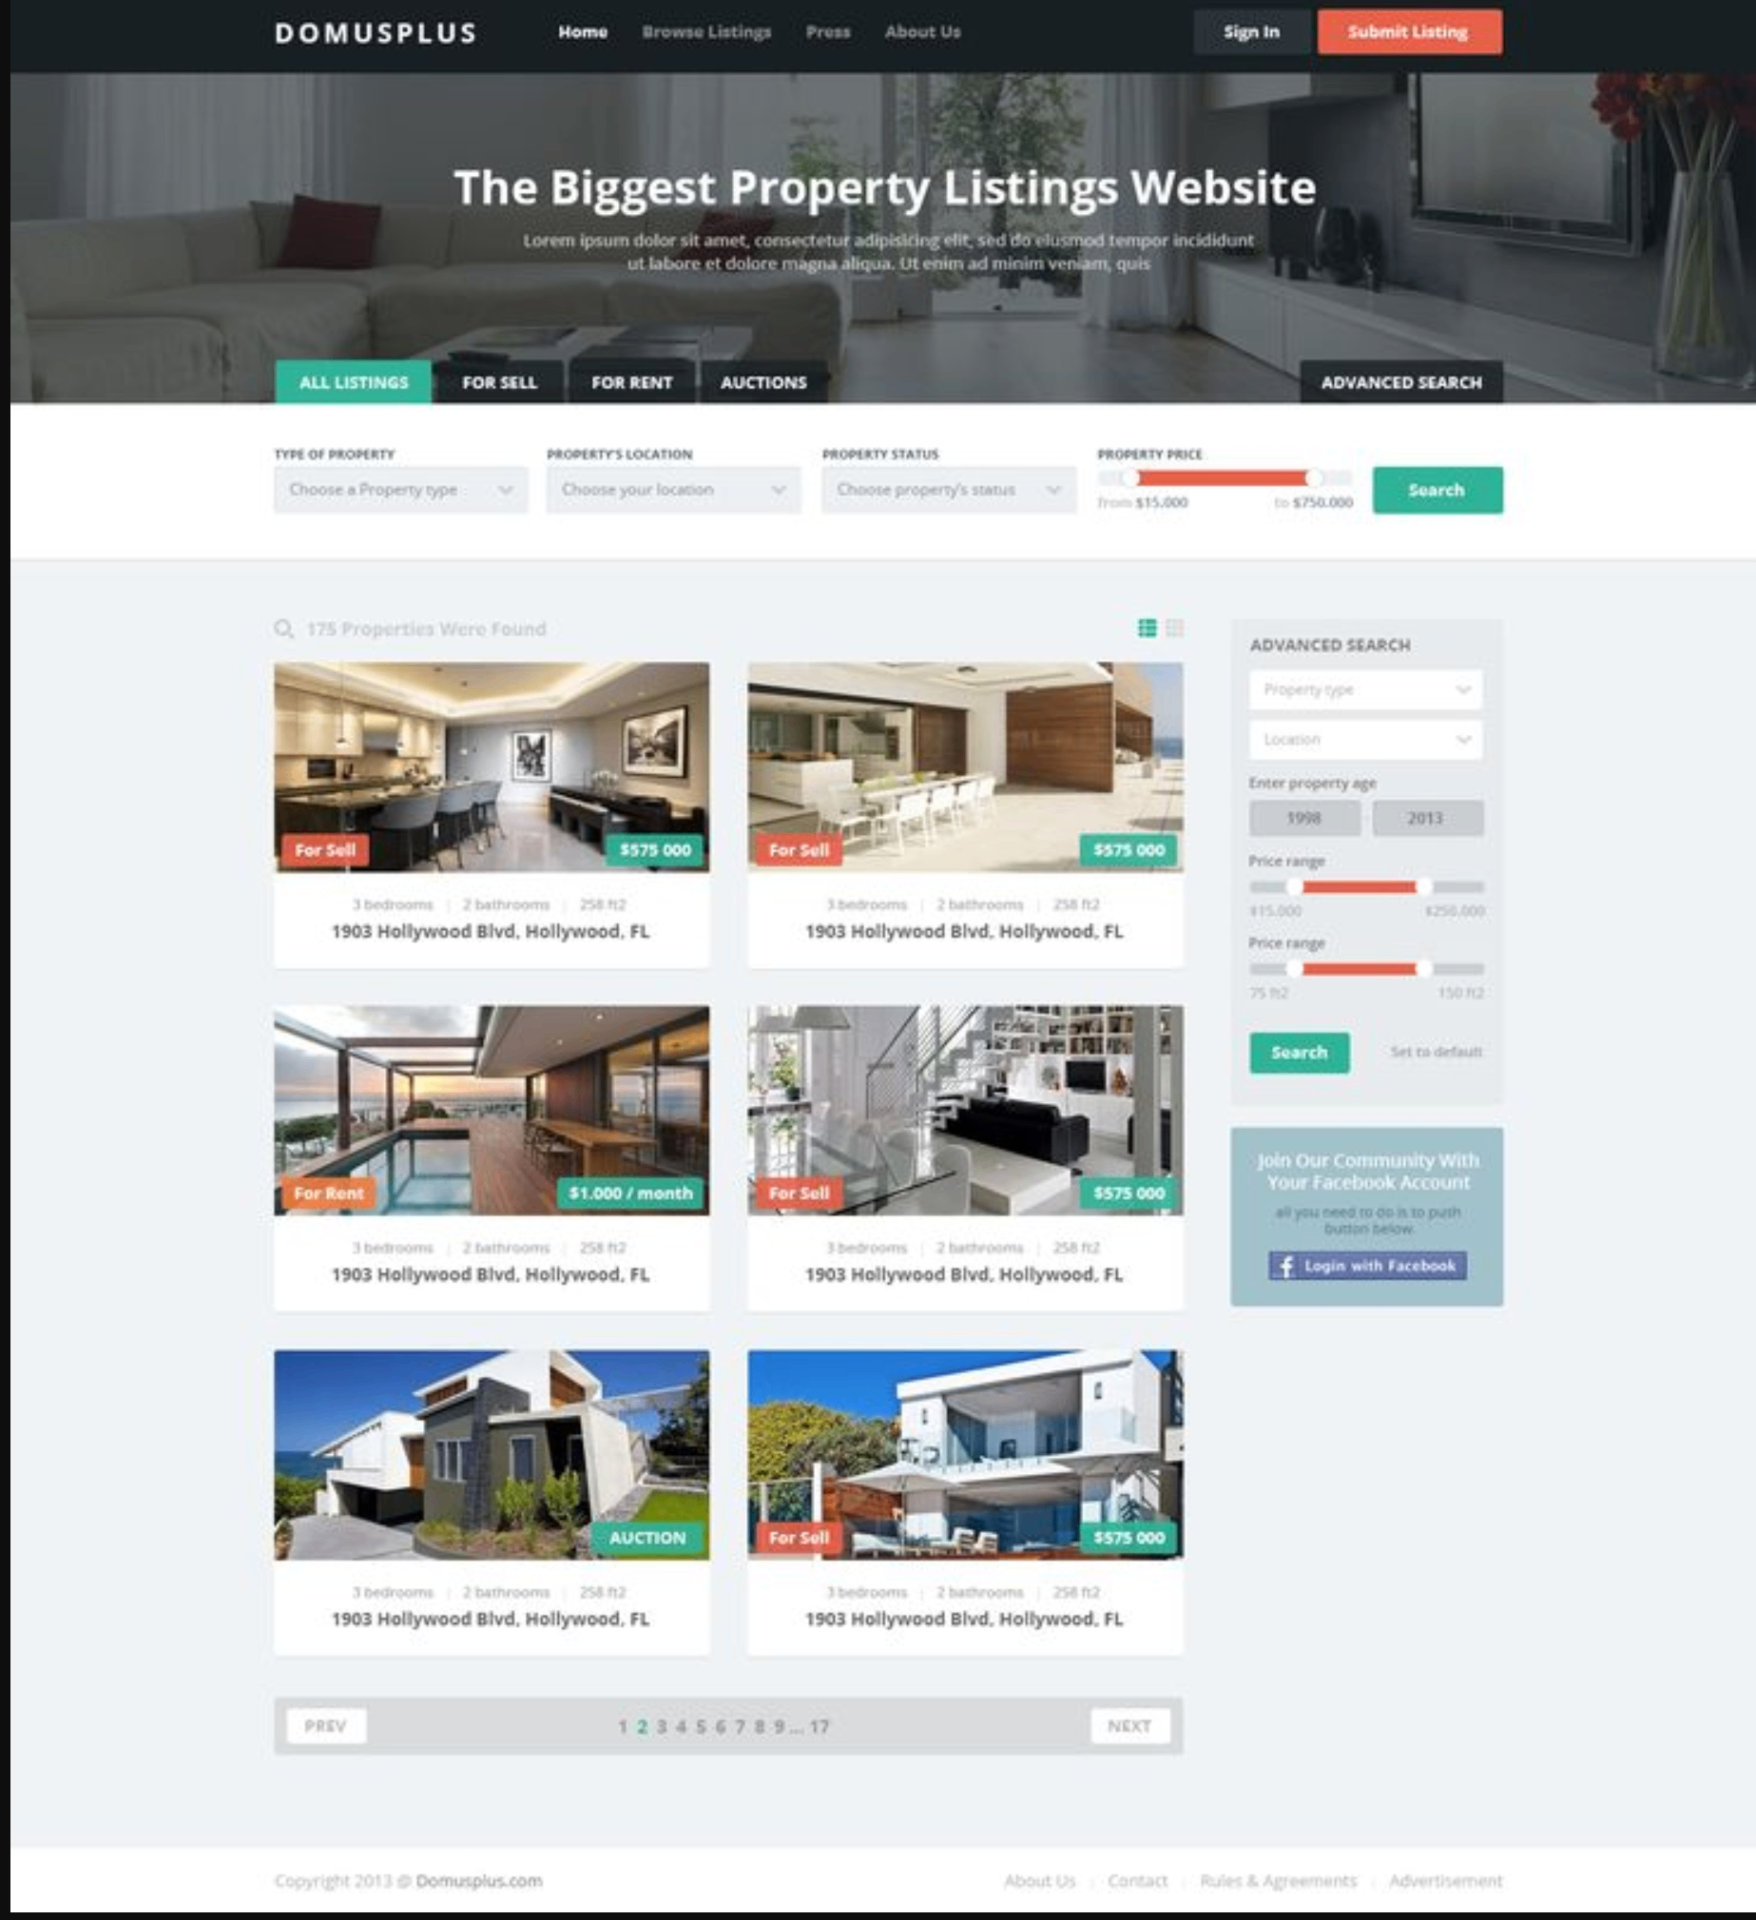 DOMUSPLUS
Home Browse Listings Press About Us
Sign In Submit Listing
The Biggest Property Listings Website
Lorem ipsum dolor sit amet, consectetur adipisicing elit, sed do eiusmod tempor incididunt
ut labore et dolore magna aliqua. Ut enim ad minim veniam, quis
ALL LISTINGS FOR SELL FOR RENT AUCTIONS ADVANCED SEARCH
TYPE OF PROPERTY PROPERTY'S LOCATION PROPERTY STATUS PROPERTY PRICE
Choose a Property type Choose your location Choose property's status
from $15.000 to $750.000
Search
175 Properties Were Found
For Sell $575 000
3 bedrooms | 2 bathrooms | 258 ft2
1903 Hollywood Blvd, Hollywood, FL
For Sell $575 000
3 bedrooms | 2 bathrooms | 258 ft2
1903 Hollywood Blvd, Hollywood, FL
For Rent $1.000 / month
3 bedrooms | 2 bathrooms | 258 ft2
1903 Hollywood Blvd, Hollywood, FL
For Sell $575 000
3 bedrooms | 2 bathrooms | 258 ft2
1903 Hollywood Blvd, Hollywood, FL
AUCTION
3 bedrooms | 2 bathrooms | 258 ft2
1903 Hollywood Blvd, Hollywood, FL
For Sell $575 000
3 bedrooms | 2 bathrooms | 258 ft2
1903 Hollywood Blvd, Hollywood, FL
PREV 1 2 3 4 5 6 7 8 9 ... 17 NEXT
ADVANCED SEARCH
Property type
Location
Enter property age
1998 2013
Price range
$15.000 $250.000
Price range
75 ft2 150 ft2
Search Set to default
Join Our Community With
Your Facebook Account
all you need to do is to push
button below.
f Login with Facebook
Copyright 2013 @ Domusplus.com
About Us | Contact | Rules & Agreements | Advertisement